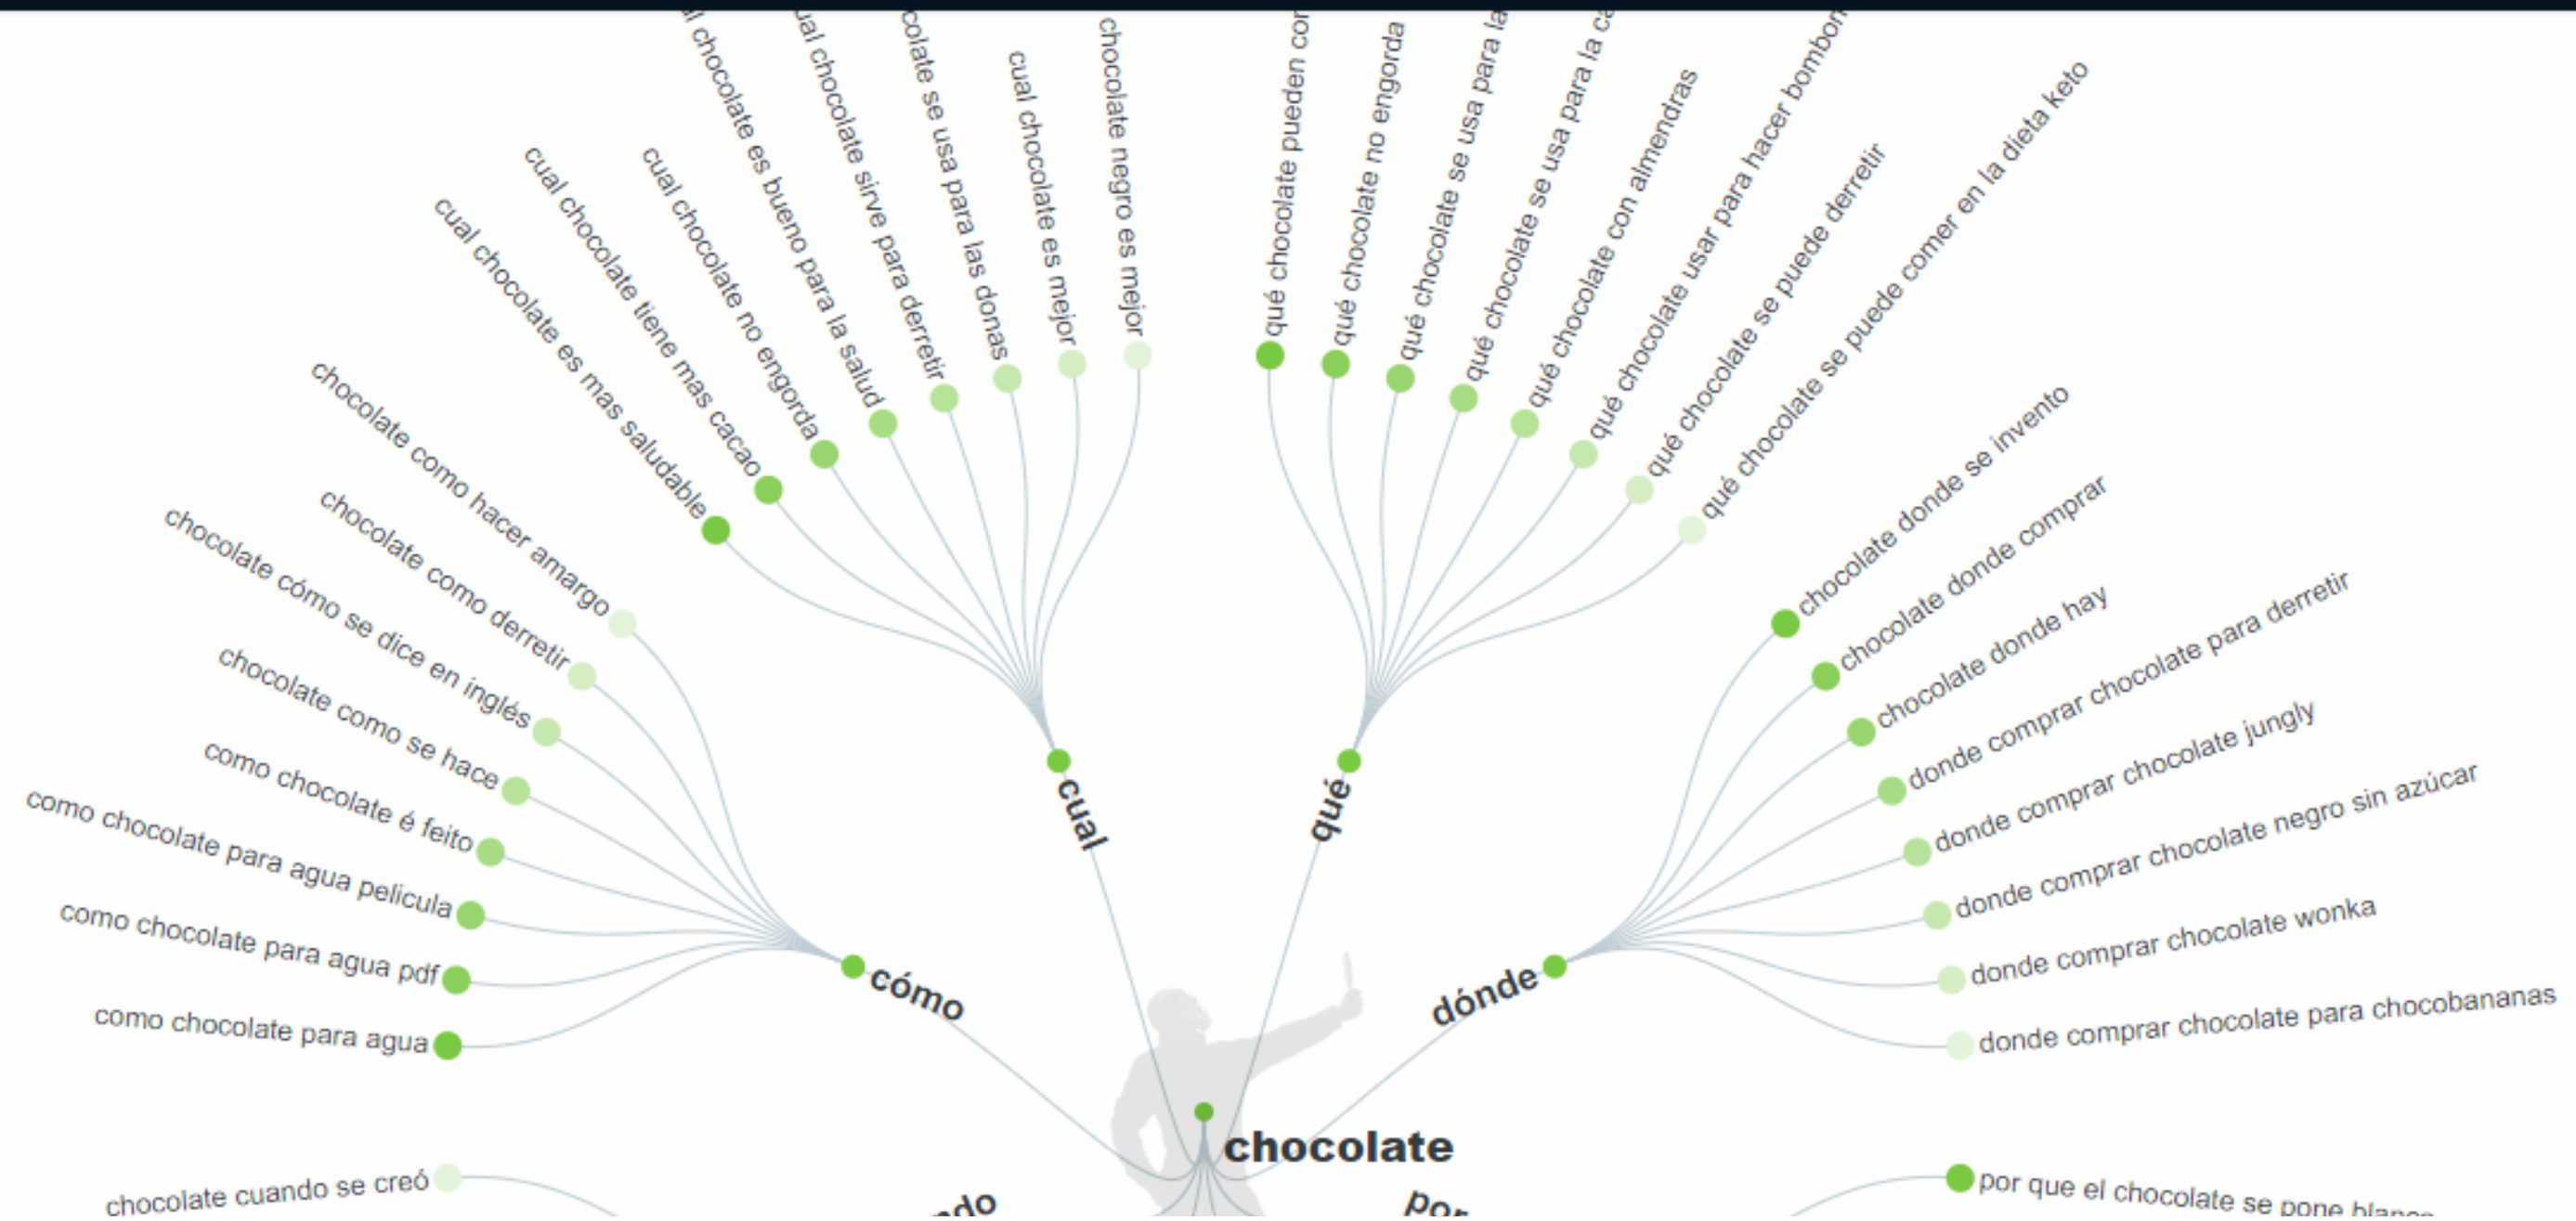 chocolate
cómo
chocolate como hacer amargo
chocolate como derretir
chocolate cómo se dice en inglés
chocolate como se hace
como chocolate é feito
como chocolate para agua pelicula
como chocolate para agua pdf
como chocolate para agua
cual
cual chocolate es mas saludable
cual chocolate tiene mas cacao
cual chocolate no engorda
chocolate es bueno para la salud
chocolate sirve para derretir
se usa para las donas
cual chocolate es mejor
chocolate negro es mejor
qué
qué chocolate pueden
qué chocolate no engorda
qué chocolate se usa para la
qué chocolate se usa para la
qué chocolate con almendras
qué chocolate usar para hacer
qué chocolate se puede derretir
qué chocolate se puede comer en la dieta keto
dónde
chocolate donde se invento
chocolate donde comprar
chocolate donde hay
donde comprar chocolate para derretir
donde comprar chocolate jungly
donde comprar chocolate negro sin azúcar
donde comprar chocolate wonka
donde comprar chocolate para chocobananas
chocolate cuando se creó
por
por que el chocolate se pone